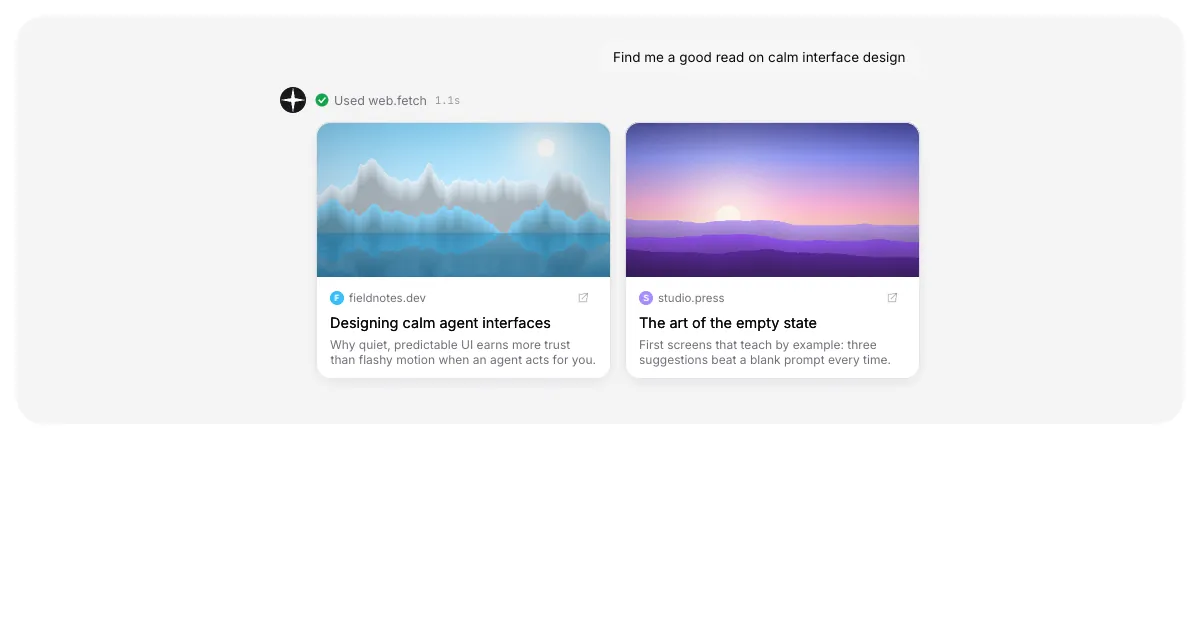 Find me a good read on calm interface design
Used web.fetch 1.1s
F fieldnotes.dev
Designing calm agent interfaces
Why quiet, predictable UI earns more trust
than flashy motion when an agent acts for you.
S studio.press
The art of the empty state
First screens that teach by example: three
suggestions beat a blank prompt every time.